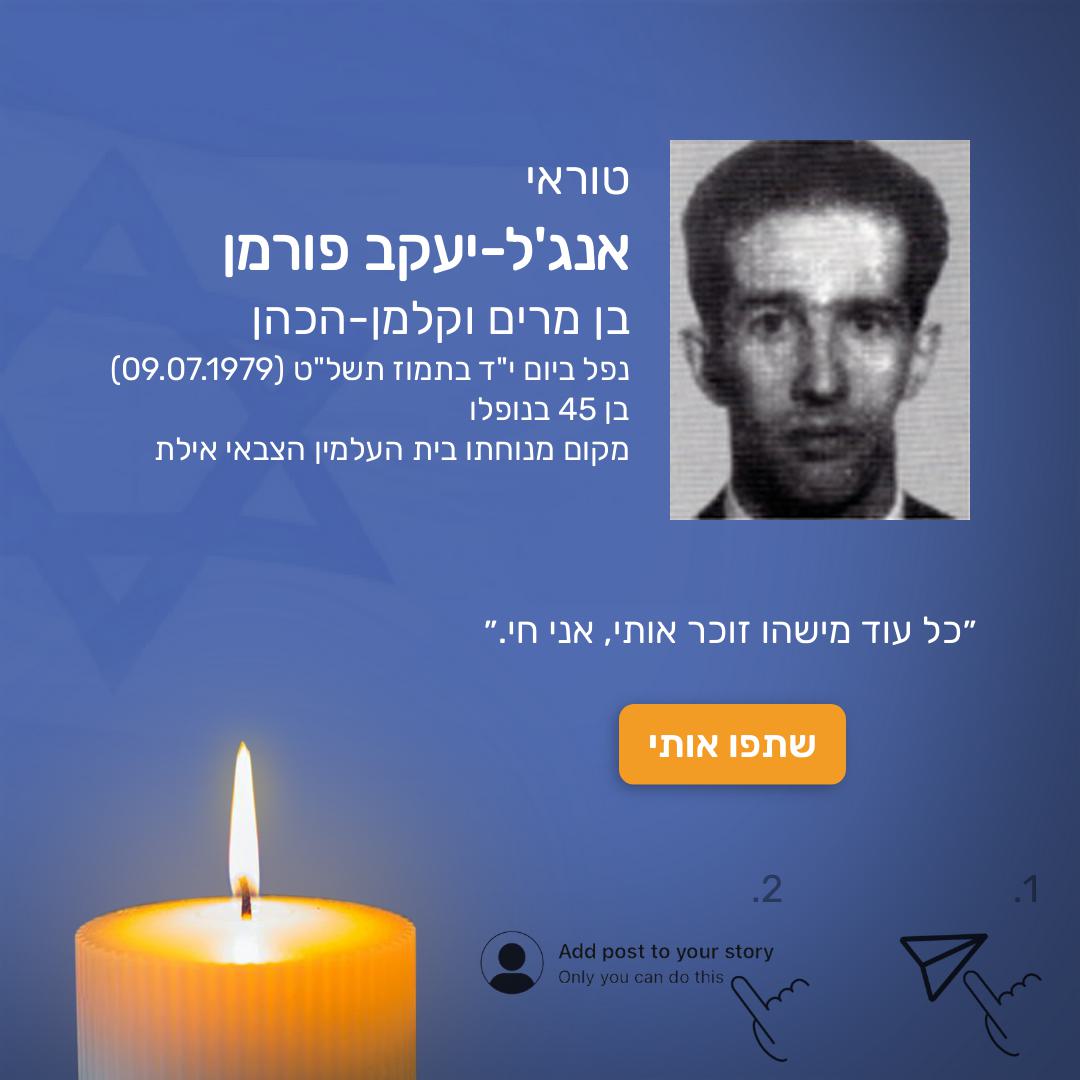 טוראי
אנג'ל-יעקב פורמן
בן מרים וקלמן-הכהן
נפל ביום י"ד בתמוז תשל"ט (09.07.1979)
בן 45 בנופלו
מקום מנוחתו בית העלמין הצבאי אילת
״כל עוד מישהו זוכר אותי, אני חי.״
שתפו אותי
1.
2.
Add post to your story
Only you can do this